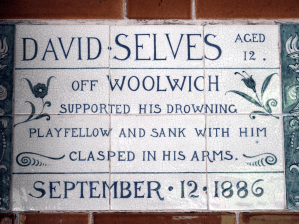 DAVID·SELVES AGED 12.
OFF WOOLWICH
SUPPORTED HIS DROWNING
PLAYFELLOW AND SANK WITH HIM
CLASPED IN HIS ARMS.
SEPTEMBER·12·1886